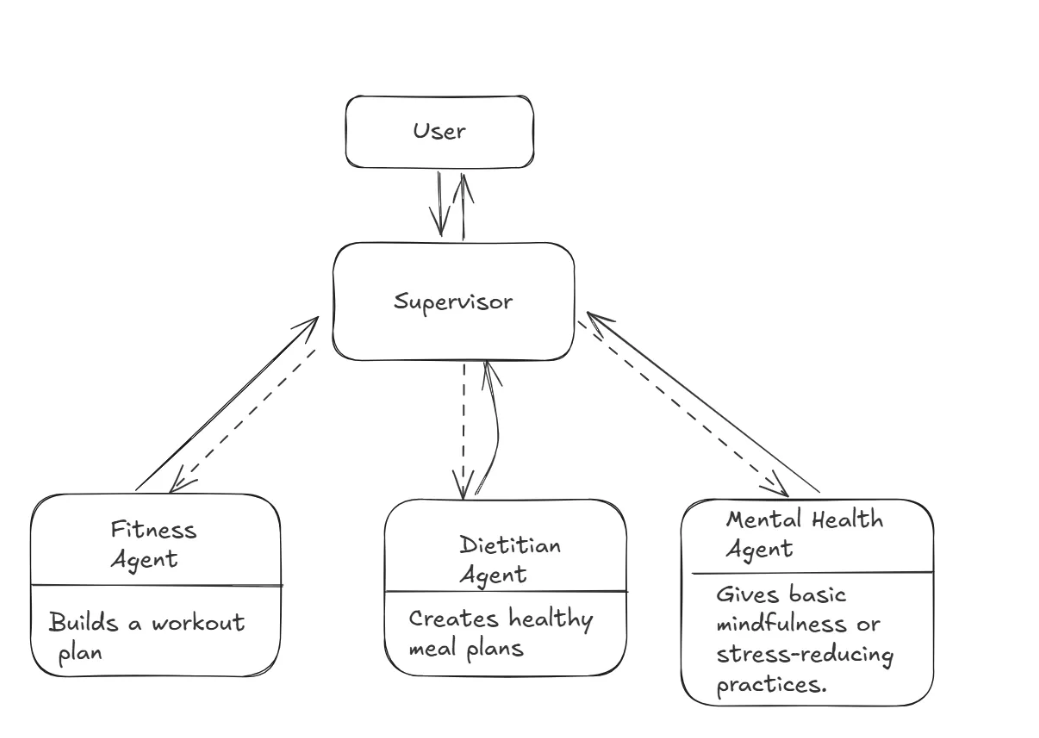 User
Supervisor
Fitness
Agent
Builds a workout
plan
Dietitian
Agent
Creates healthy
meal plans
Mental Health
Agent
Gives basic
mindfulness or
stress-reducing
practices.